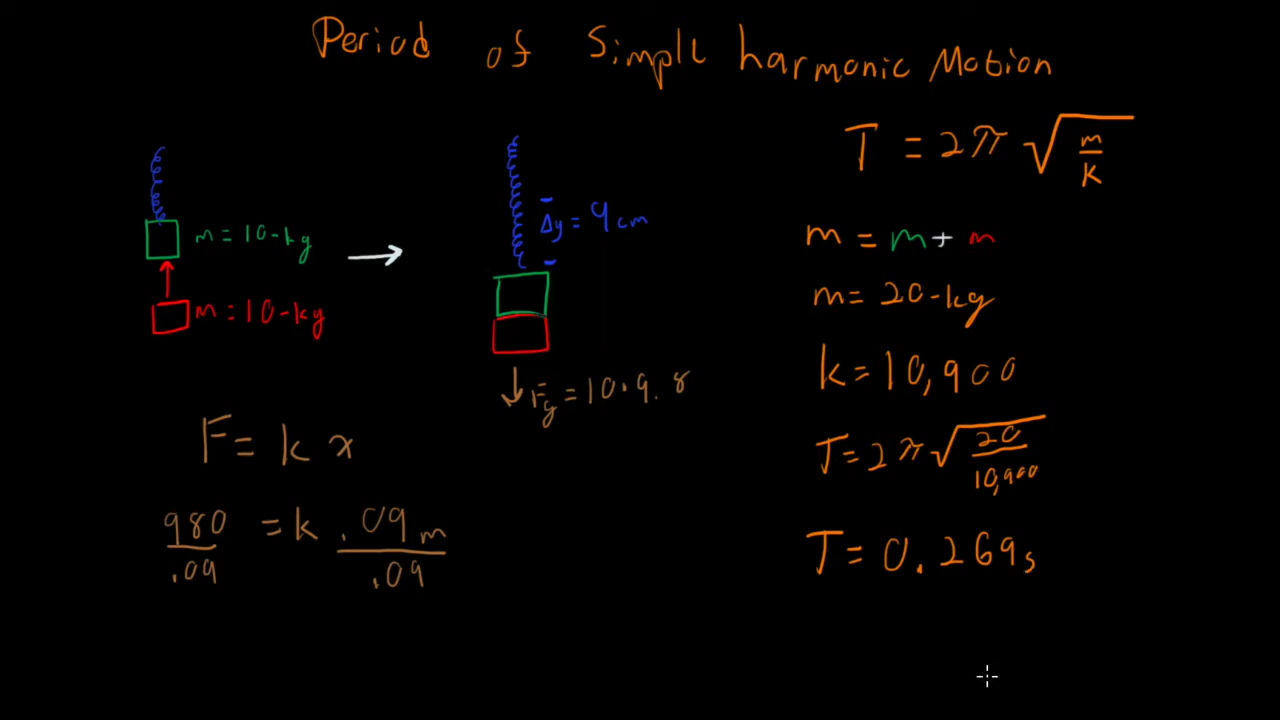 Period of Simple harmonic Motion
T = 2π √ m/k
m = 10-kg
m = 10-kg
Δy = 9 cm
Fg = 10 • 9.8
F = k x
980/.09 = k .09 m/.09
m = m + m
m = 20-kg
k = 10,900
T = 2π √ 20/10,900
T = 0.269s